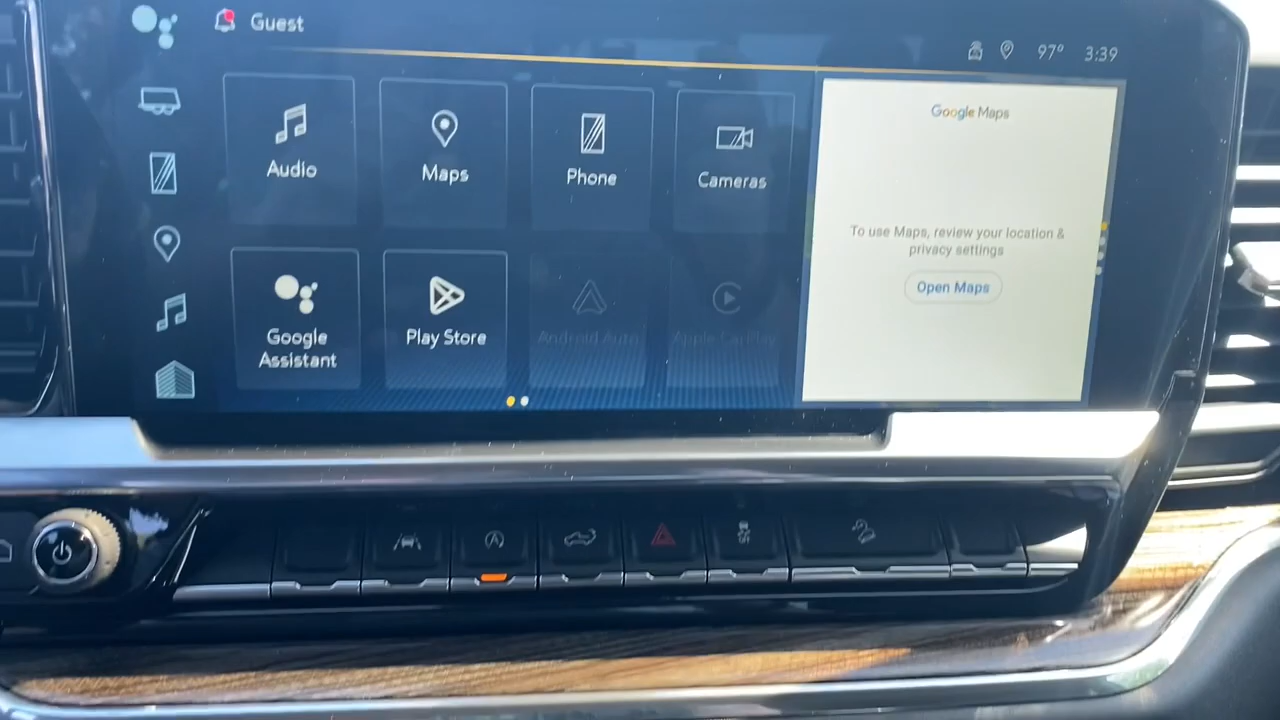 Guest
97° 3:39
Audio
Maps
Phone
Cameras
Google
Assistant
Play Store
Android Auto
Apple CarPlay
Google Maps
To use Maps, review your location &
privacy settings
Open Maps